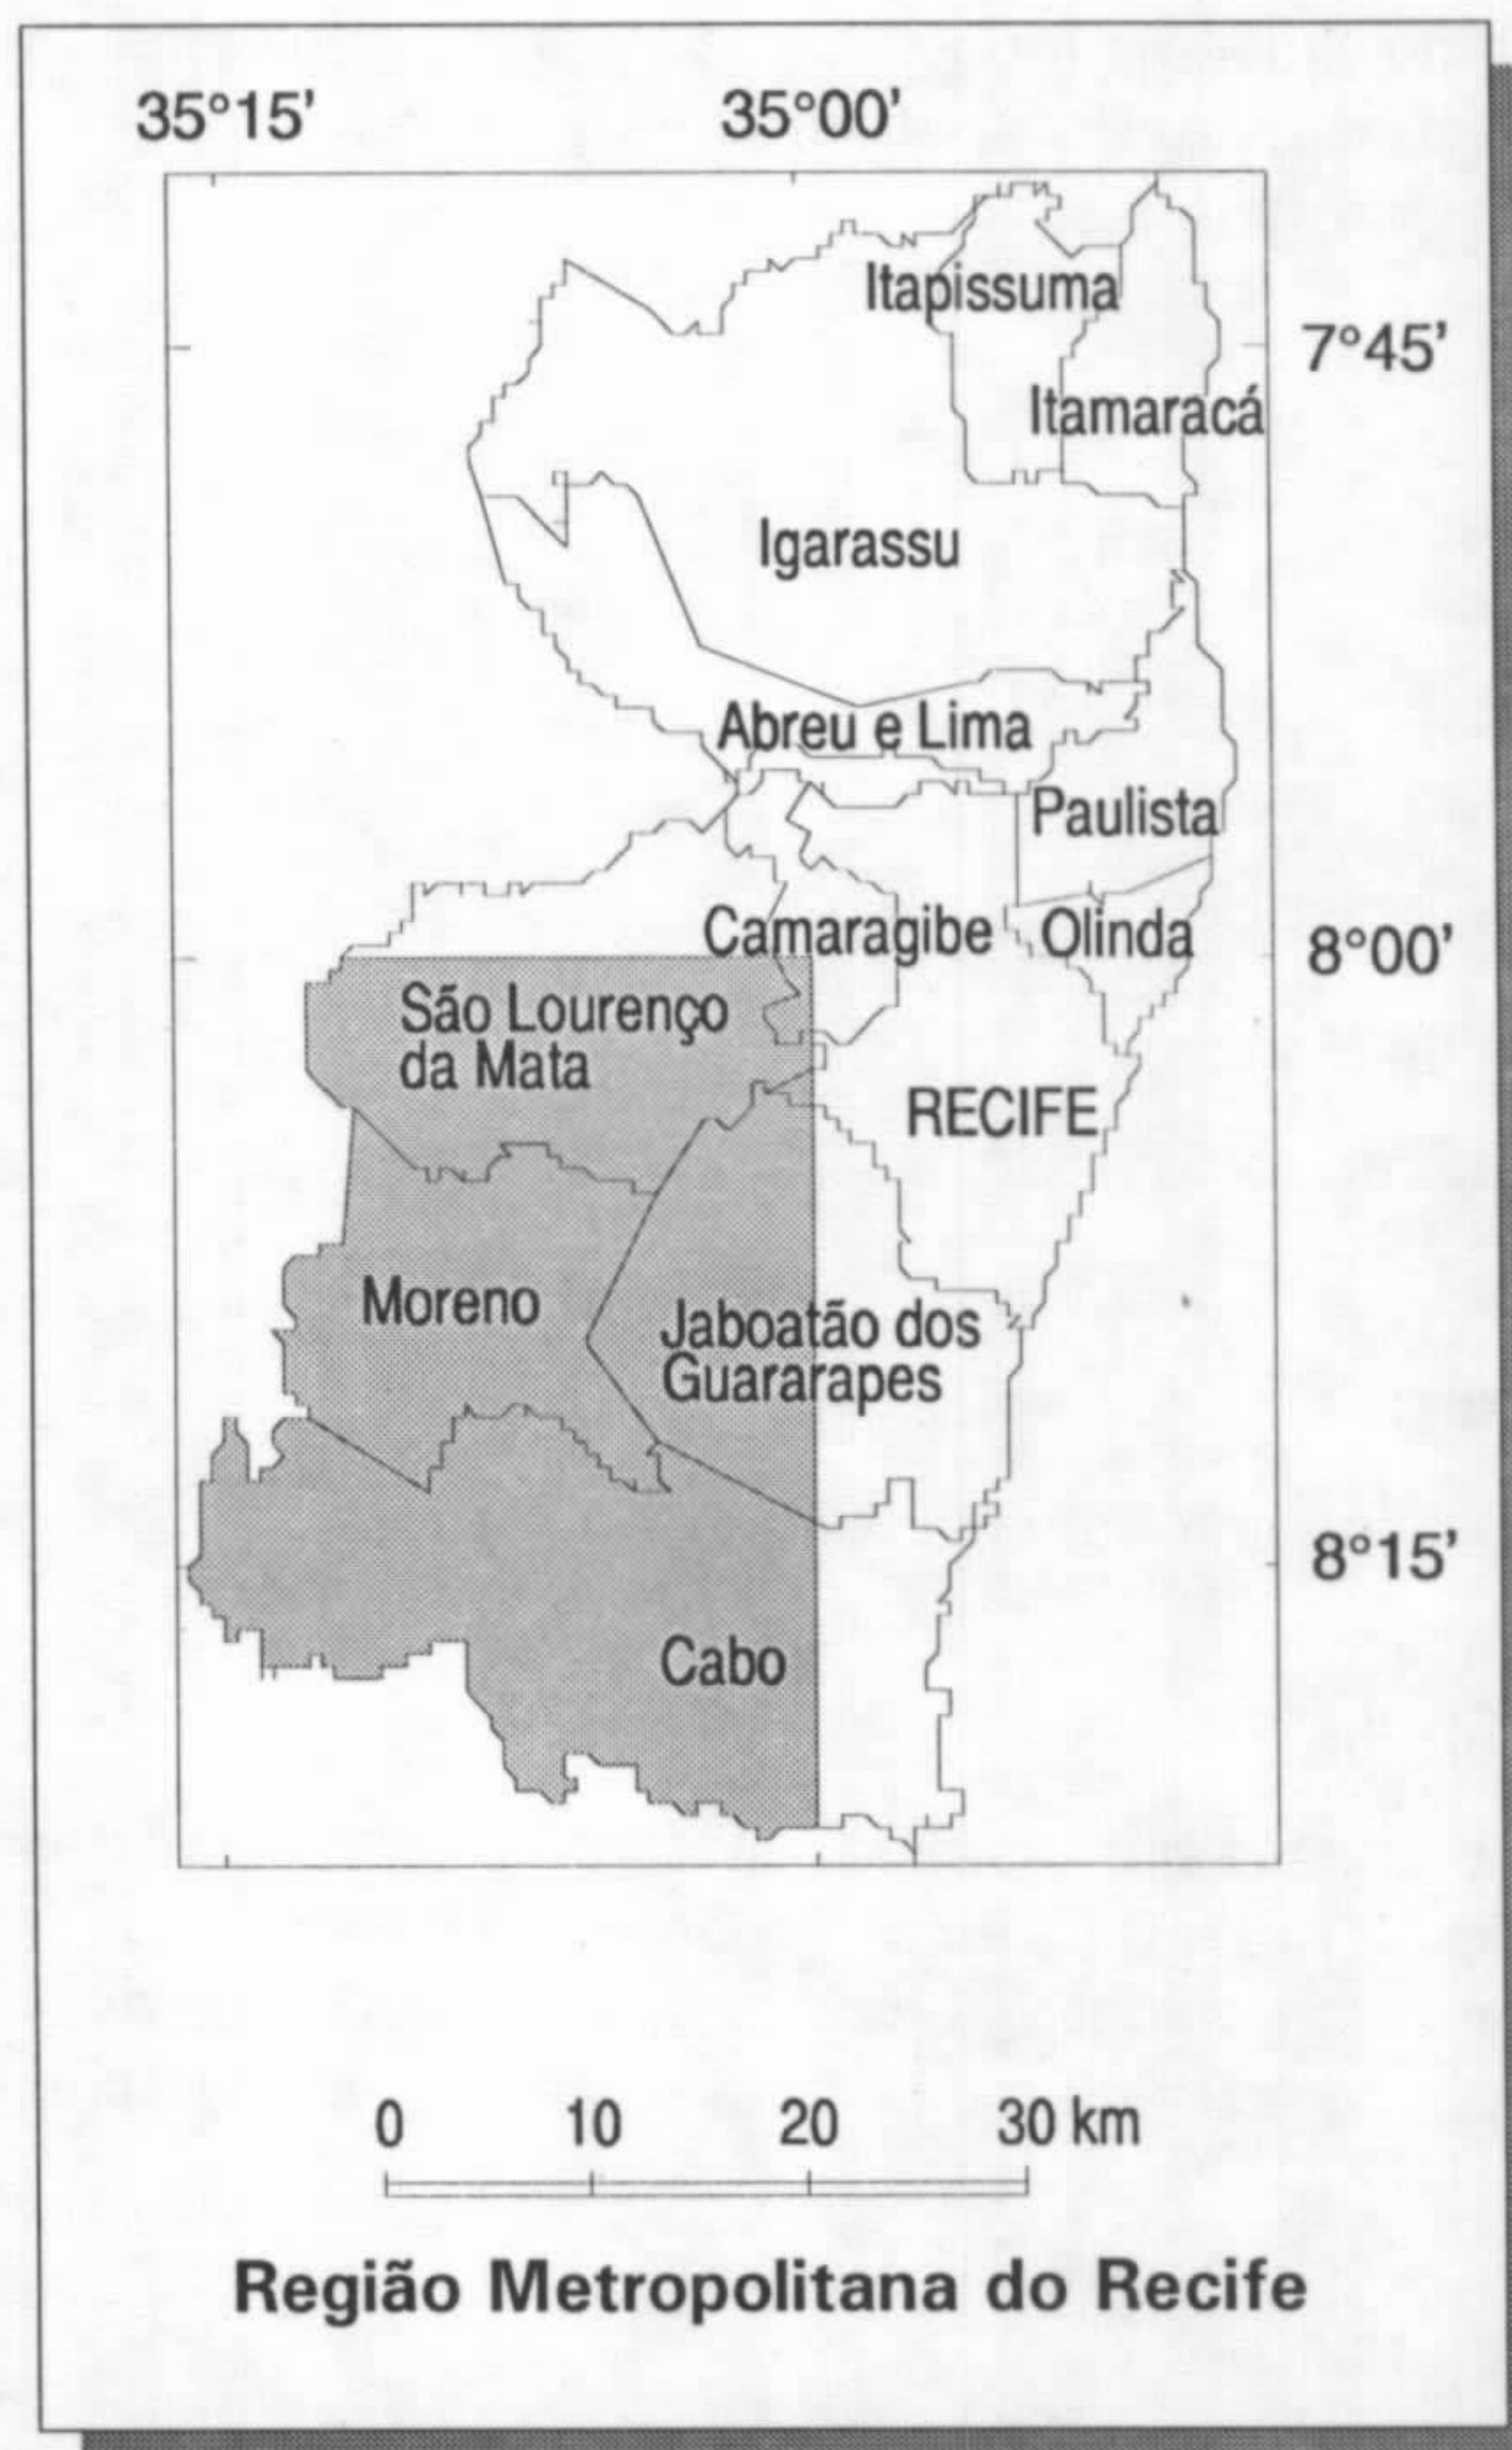 35°15' 35°00'
Itapissuma
7°45'
Itamaracá
Igarassu
Abreu e Lima
Paulista
Camaragibe Olinda
8°00'
São Lourenço
da Mata
RECIFE
Moreno
Jaboatão dos
Guararapes
8°15'
Cabo
0 10 20 30 km
Região Metropolitana do Recife